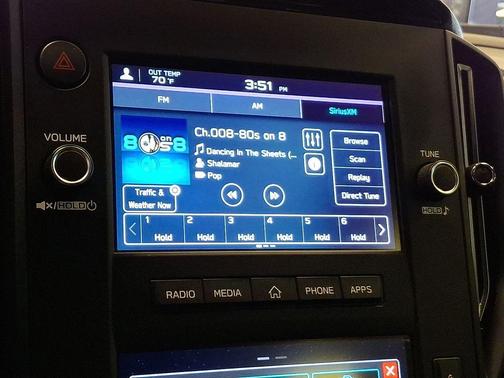 OUT TEMP
70 °F
3:51 PM
FM
AM
SiriusXM
Ch.008-80s on 8
80s on 8
Dancing In The Sheets (...
Shalamar
Pop
Browse
Scan
Replay
Direct Tune
Traffic &
Weather Now
1 2 3 4 5 6
Hold Hold Hold Hold Hold Hold
VOLUME
HOLD
TUNE
HOLD
RADIO MEDIA PHONE APPS